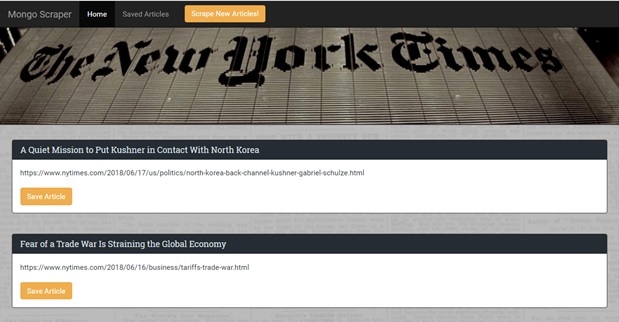 Mongo Scraper Home Saved Articles Scrape New Articles!
The New York Times
A Quiet Mission to Put Kushner in Contact With North Korea
https://www.nytimes.com/2018/06/17/us/politics/north-korea-back-channel-kushner-gabriel-schulze.html
Save Article
Fear of a Trade War Is Straining the Global Economy
https://www.nytimes.com/2018/06/16/business/tariffs-trade-war.html
Save Article